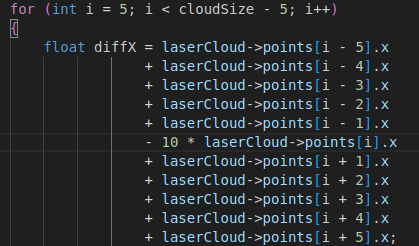 for (int i = 5; i < cloudSize - 5; i++)
{
float diffX = laserCloud->points[i - 5].x
+ laserCloud->points[i - 4].x
+ laserCloud->points[i - 3].x
+ laserCloud->points[i - 2].x
+ laserCloud->points[i - 1].x
- 10 * laserCloud->points[i].x
+ laserCloud->points[i + 1].x
+ laserCloud->points[i + 2].x
+ laserCloud->points[i + 3].x
+ laserCloud->points[i + 4].x
+ laserCloud->points[i + 5].x;